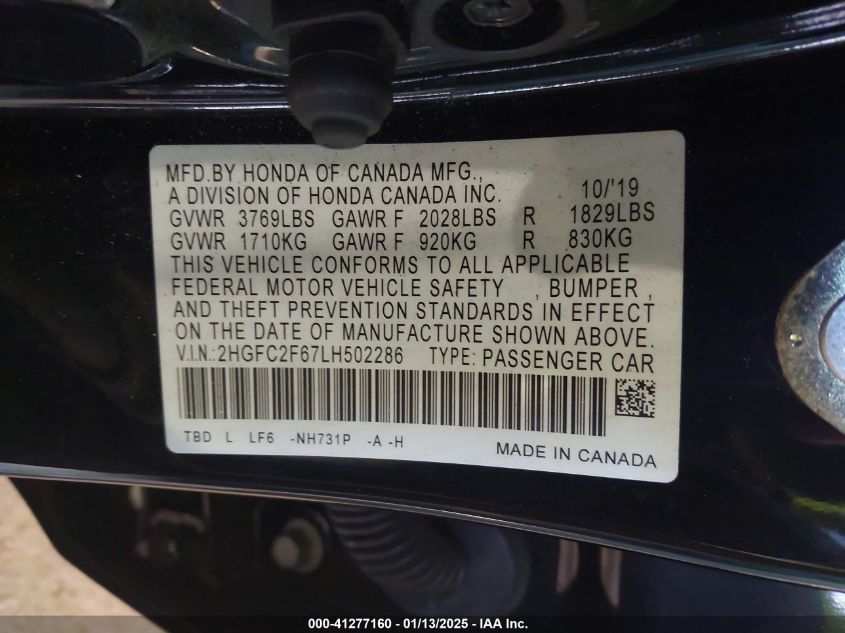 MFD.BY HONDA OF CANADA MFG.,
A DIVISION OF HONDA CANADA INC. 10/'19
GVWR 3769LBS GAWR F 2028LBS R 1829LBS
GVWR 1710KG GAWR F 920KG R 830KG
THIS VEHICLE CONFORMS TO ALL APPLICABLE
FEDERAL MOTOR VEHICLE SAFETY , BUMPER ,
AND THEFT PREVENTION STANDARDS IN EFFECT
ON THE DATE OF MANUFACTURE SHOWN ABOVE.
V.I.N.:2HGFC2F67LH502286 TYPE: PASSENGER CAR
TBD L LF6 -NH731P -A -H
MADE IN CANADA
000-41277160 - 01/13/2025 - IAAI Inc.